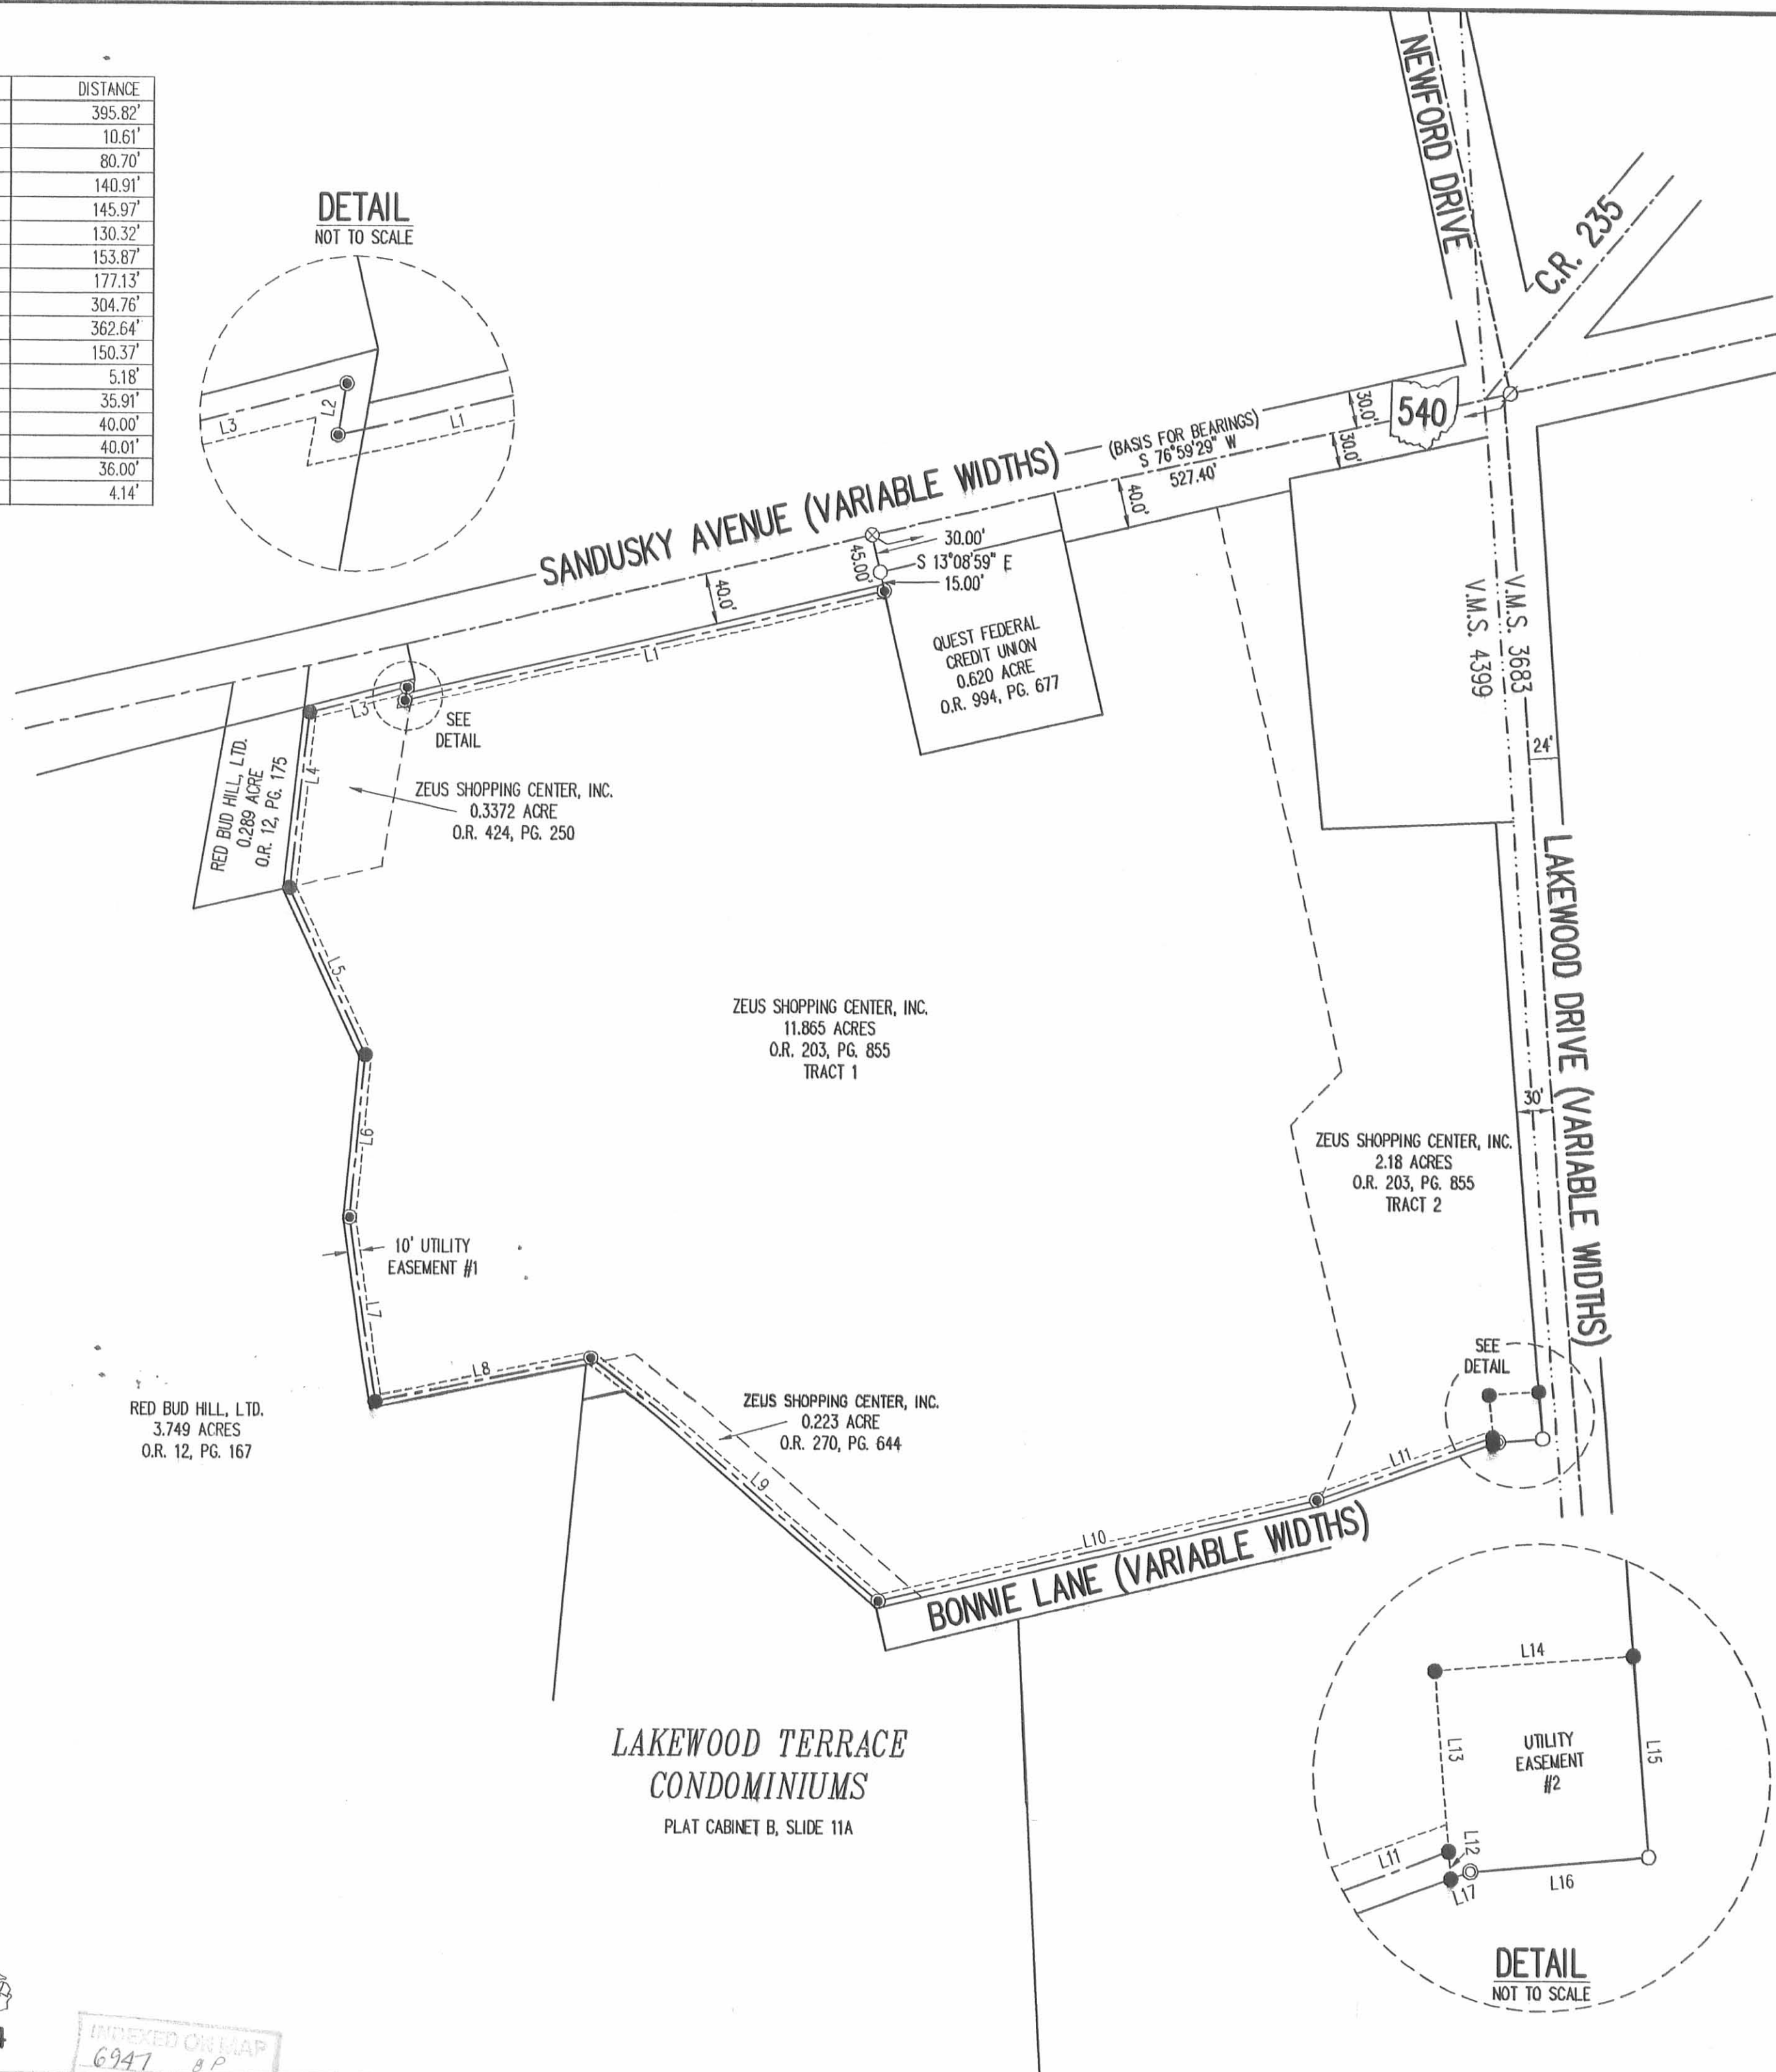 DISTANCE
395.82'
10.61'
80.70'
140.91'
145.97'
130.32'
153.87'
177.13'
304.76'
362.64'
150.37'
5.18'
35.91'
40.00'
40.01'
36.00'
4.14'
DETAIL
NOT TO SCALE
L3
L2
L1
NEWFORD DRIVE
C.R. 235
540
30.0'
30.0'
(BASIS FOR BEARINGS)
S 76°59'29" W
527.40'
40.0'
SANDUSKY AVENUE (VARIABLE WIDTHS)
30.00'
45.00'
S 13°08'59" E
15.00'
40.0'
L1
QUEST FEDERAL
CREDIT UNION
0.620 ACRE
O.R. 994, PG. 677
V.M.S. 3683
V.M.S. 4399
24'
L3
SEE
DETAIL
RED BUD HILL, LTD.
0.289 ACRE
O.R. 12, PG. 175
L4
ZEUS SHOPPING CENTER, INC.
0.3372 ACRE
O.R. 424, PG. 250
LAKEWOOD DRIVE (VARIABLE WIDTHS)
L5
ZEUS SHOPPING CENTER, INC.
11.865 ACRES
O.R. 203, PG. 855
TRACT 1
30'
L6
ZEUS SHOPPING CENTER, INC.
2.18 ACRES
O.R. 203, PG. 855
TRACT 2
10' UTILITY
EASEMENT #1
L7
L8
SEE
DETAIL
RED BUD HILL, LTD.
3.749 ACRES
O.R. 12, PG. 167
ZEUS SHOPPING CENTER, INC.
0.223 ACRE
O.R. 270, PG. 644
L9
L11
L10
BONNIE LANE (VARIABLE WIDTHS)
LAKEWOOD TERRACE
CONDOMINIUMS
PLAT CABINET B, SLIDE 11A
L14
L13
UTILITY
EASEMENT
#2
L15
L12
L11
L17
L16
DETAIL
NOT TO SCALE
INDEXED ON MAP
6947 BP